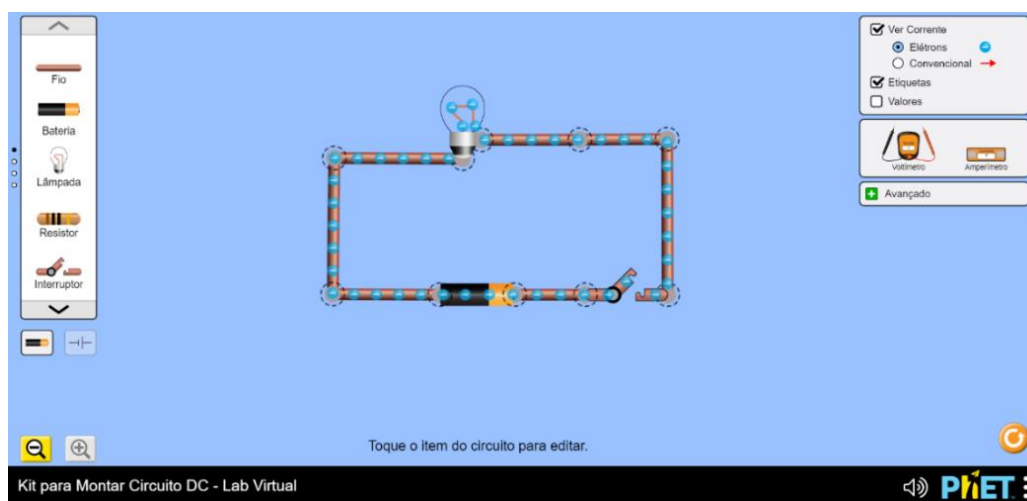 Fio
Bateria
Lâmpada
Resistor
Interruptor
Ver Corrente
Elétrons
Convencional
Etiquetas
Valores
Voltímetro
Amperímetro
Avançado
Toque o item do circuito para editar.
Kit para Montar Circuito DC - Lab Virtual
PhET